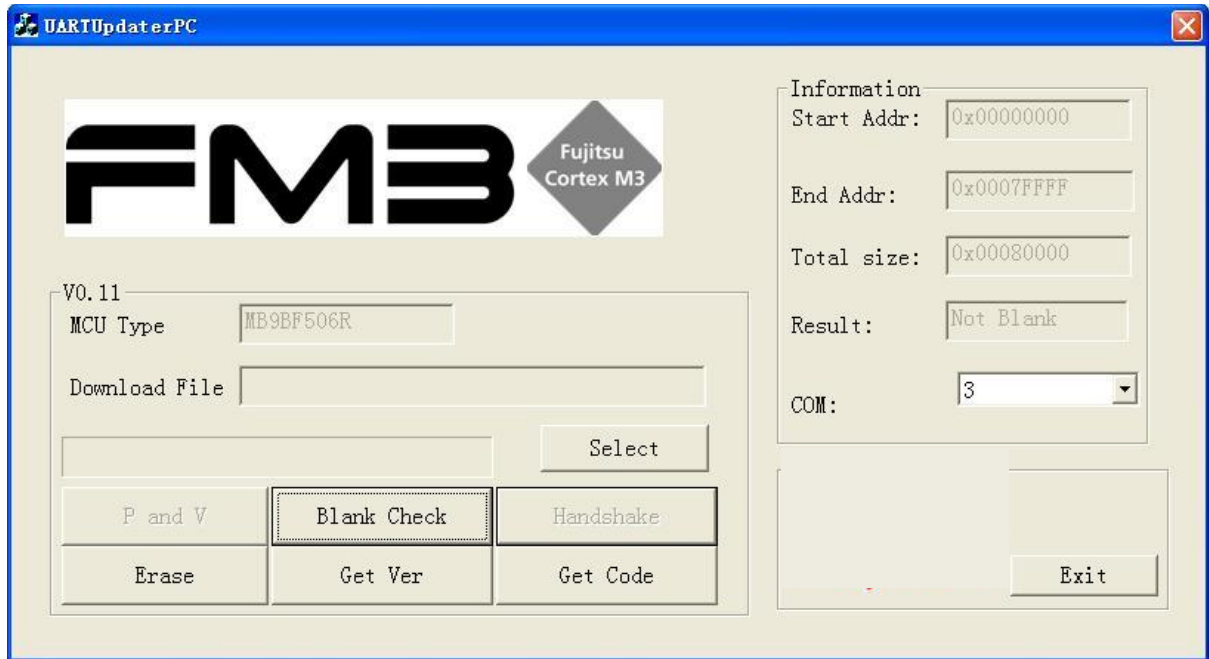 UARTUpdaterPC
FM3
Fujitsu
Cortex M3
V0.11
MCU Type
MB9BF506R
Download File
Select
P and V
Blank Check
Handshake
Erase
Get Ver
Get Code
Information
Start Addr:
0x00000000
End Addr:
0x0007FFFF
Total size:
0x00080000
Result:
Not Blank
COM:
3
Exit